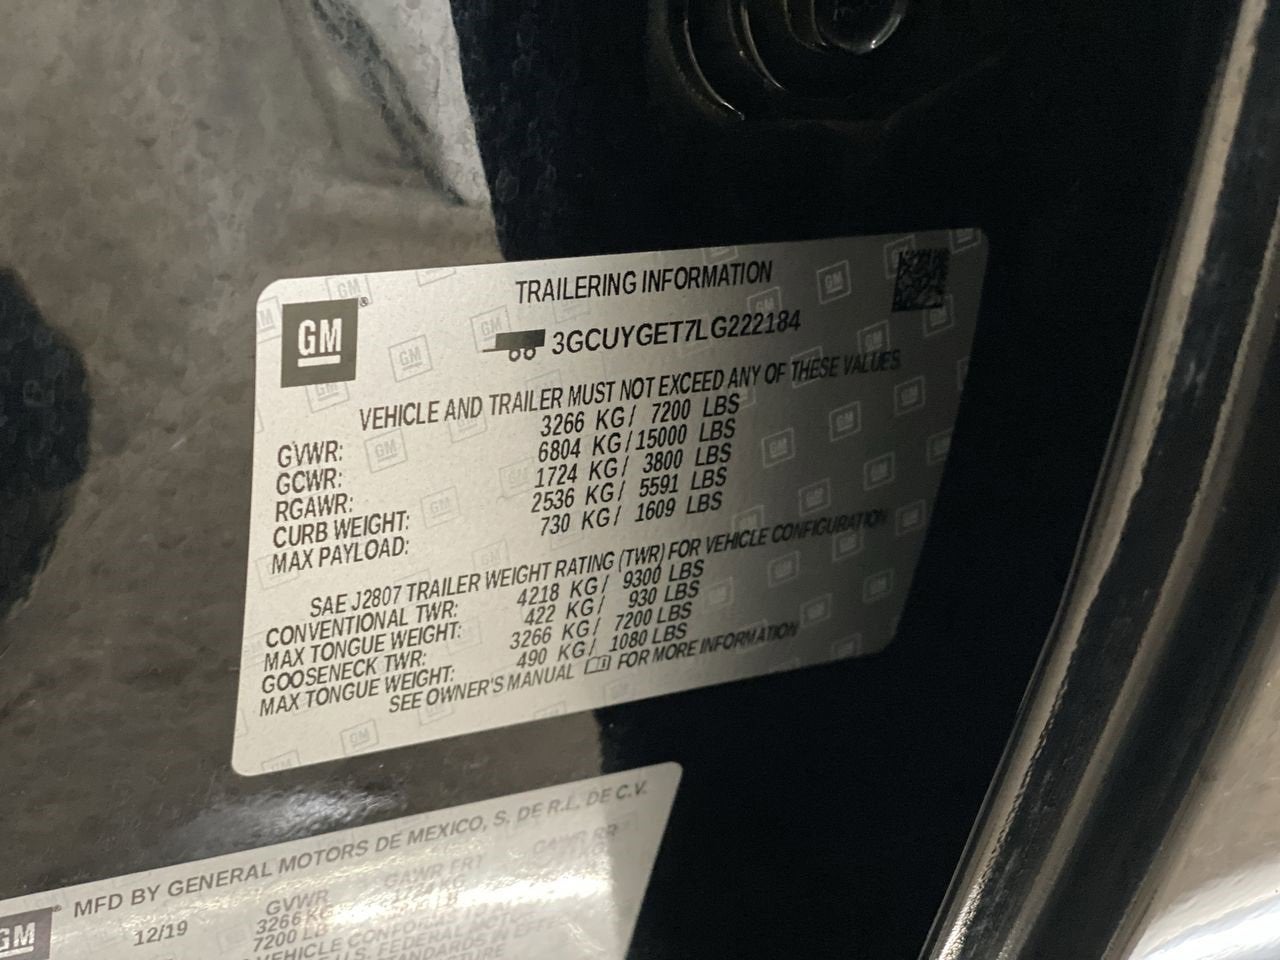 TRAILERING INFORMATION
GM®
3GCUYGET7LG222184
VEHICLE AND TRAILER MUST NOT EXCEED ANY OF THESE VALUES
GVWR: 3266 KG/ 7200 LBS
GCWR: 6804 KG/15000 LBS
RGAWR: 1724 KG/ 3800 LBS
CURB WEIGHT: 2536 KG/ 5591 LBS
MAX PAYLOAD: 730 KG/ 1609 LBS
SAE J2807 TRAILER WEIGHT RATING (TWR) FOR VEHICLE CONFIGURATION
CONVENTIONAL TWR: 4218 KG/ 9300 LBS
MAX TONGUE WEIGHT: 422 KG/ 930 LBS
GOOSENECK TWR: 3266 KG/ 7200 LBS
MAX TONGUE WEIGHT: 490 KG/ 1080 LBS
SEE OWNER'S MANUAL FOR MORE INFORMATION
GM®
MFD BY GENERAL MOTORS DE MEXICO, S. DE R.L. DE C.V.
12/19 GVWR GAWR FRT GAWR RR
3266 KG
7200 LB
VEHICLE